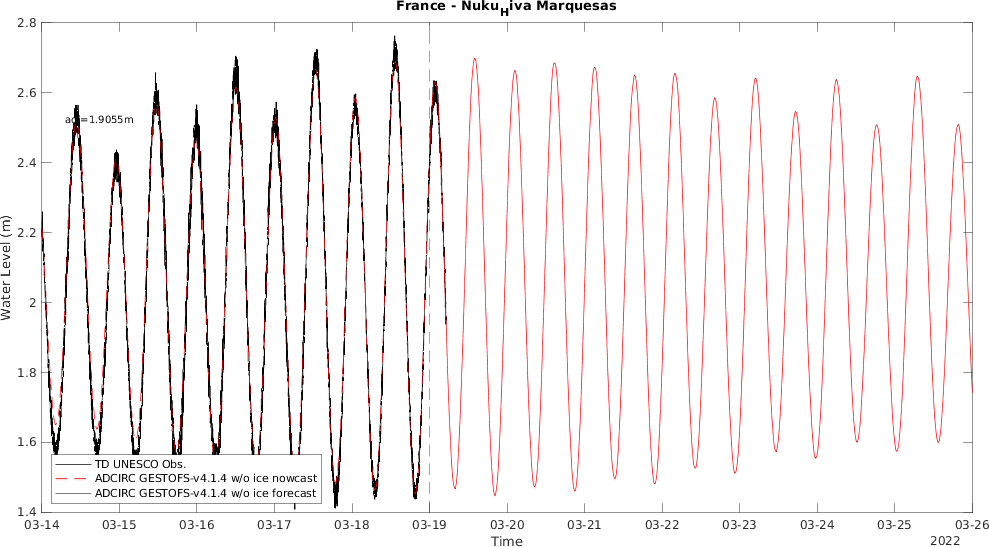 France - Nuku_Hiva Marquesas
2.8
2.6
2.4
2.2
2
1.8
1.6
1.4
Water Level (m)
adj=1.9055m
TD UNESCO Obs.
ADCIRC GESTOFS-v4.1.4 w/o ice nowcast
ADCIRC GESTOFS-v4.1.4 w/o ice forecast
03-14 03-15 03-16 03-17 03-18 03-19 03-20 03-21 03-22 03-23 03-24 03-25 03-26
Time
2022